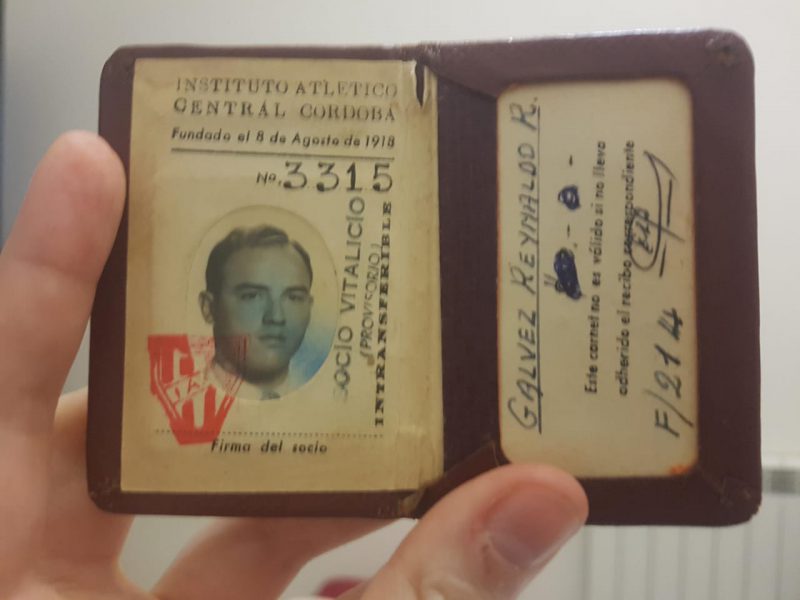 INSTITUTO ATLETICO
CENTRAL CORDOBA
Fundado el 8 de Agosto de 1918
No. 3315
SOCIO VITALICIO
(PROVISORIO)
INTRANSFERIBLE
Firma del socio
GALVEZ REYNALDO R.
Este carnet no es válido si no lleva
adherido el recibo correspondiente
F/214